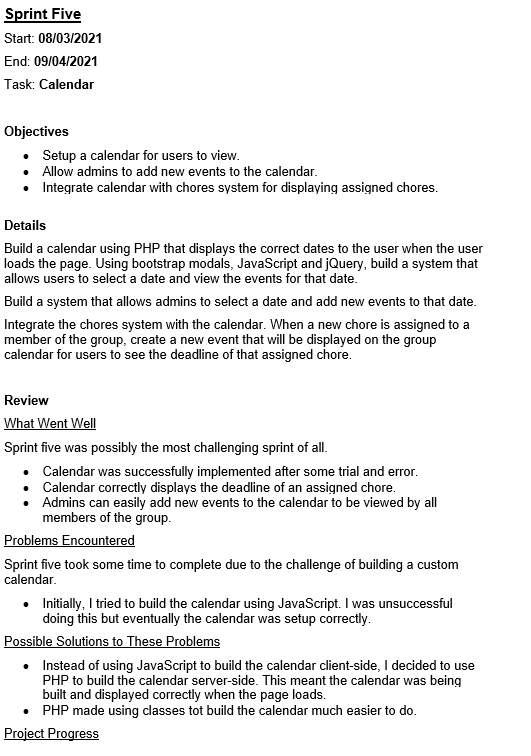 Sprint Five
Start: 08/03/2021
End: 09/04/2021
Task: Calendar
Objectives
• Setup a calendar for users to view.
• Allow admins to add new events to the calendar.
• Integrate calendar with chores system for displaying assigned chores.
Details
Build a calendar using PHP that displays the correct dates to the user when the user
loads the page. Using bootstrap modals, JavaScript and jQuery, build a system that
allows users to select a date and view the events for that date.
Build a system that allows admins to select a date and add new events to that date.
Integrate the chores system with the calendar. When a new chore is assigned to a
member of the group, create a new event that will be displayed on the group
calendar for users to see the deadline of that assigned chore.
Review
What Went Well
Sprint five was possibly the most challenging sprint of all.
• Calendar was successfully implemented after some trial and error.
• Calendar correctly displays the deadline of an assigned chore.
• Admins can easily add new events to the calendar to be viewed by all
members of the group.
Problems Encountered
Sprint five took some time to complete due to the challenge of building a custom
calendar.
• Initially, I tried to build the calendar using JavaScript. I was unsuccessful
doing this but eventually the calendar was setup correctly.
Possible Solutions to These Problems
• Instead of using JavaScript to build the calendar client-side, I decided to use
PHP to build the calendar server-side. This meant the calendar was being
built and displayed correctly when the page loads.
• PHP made using classes tot build the calendar much easier to do.
Project Progress